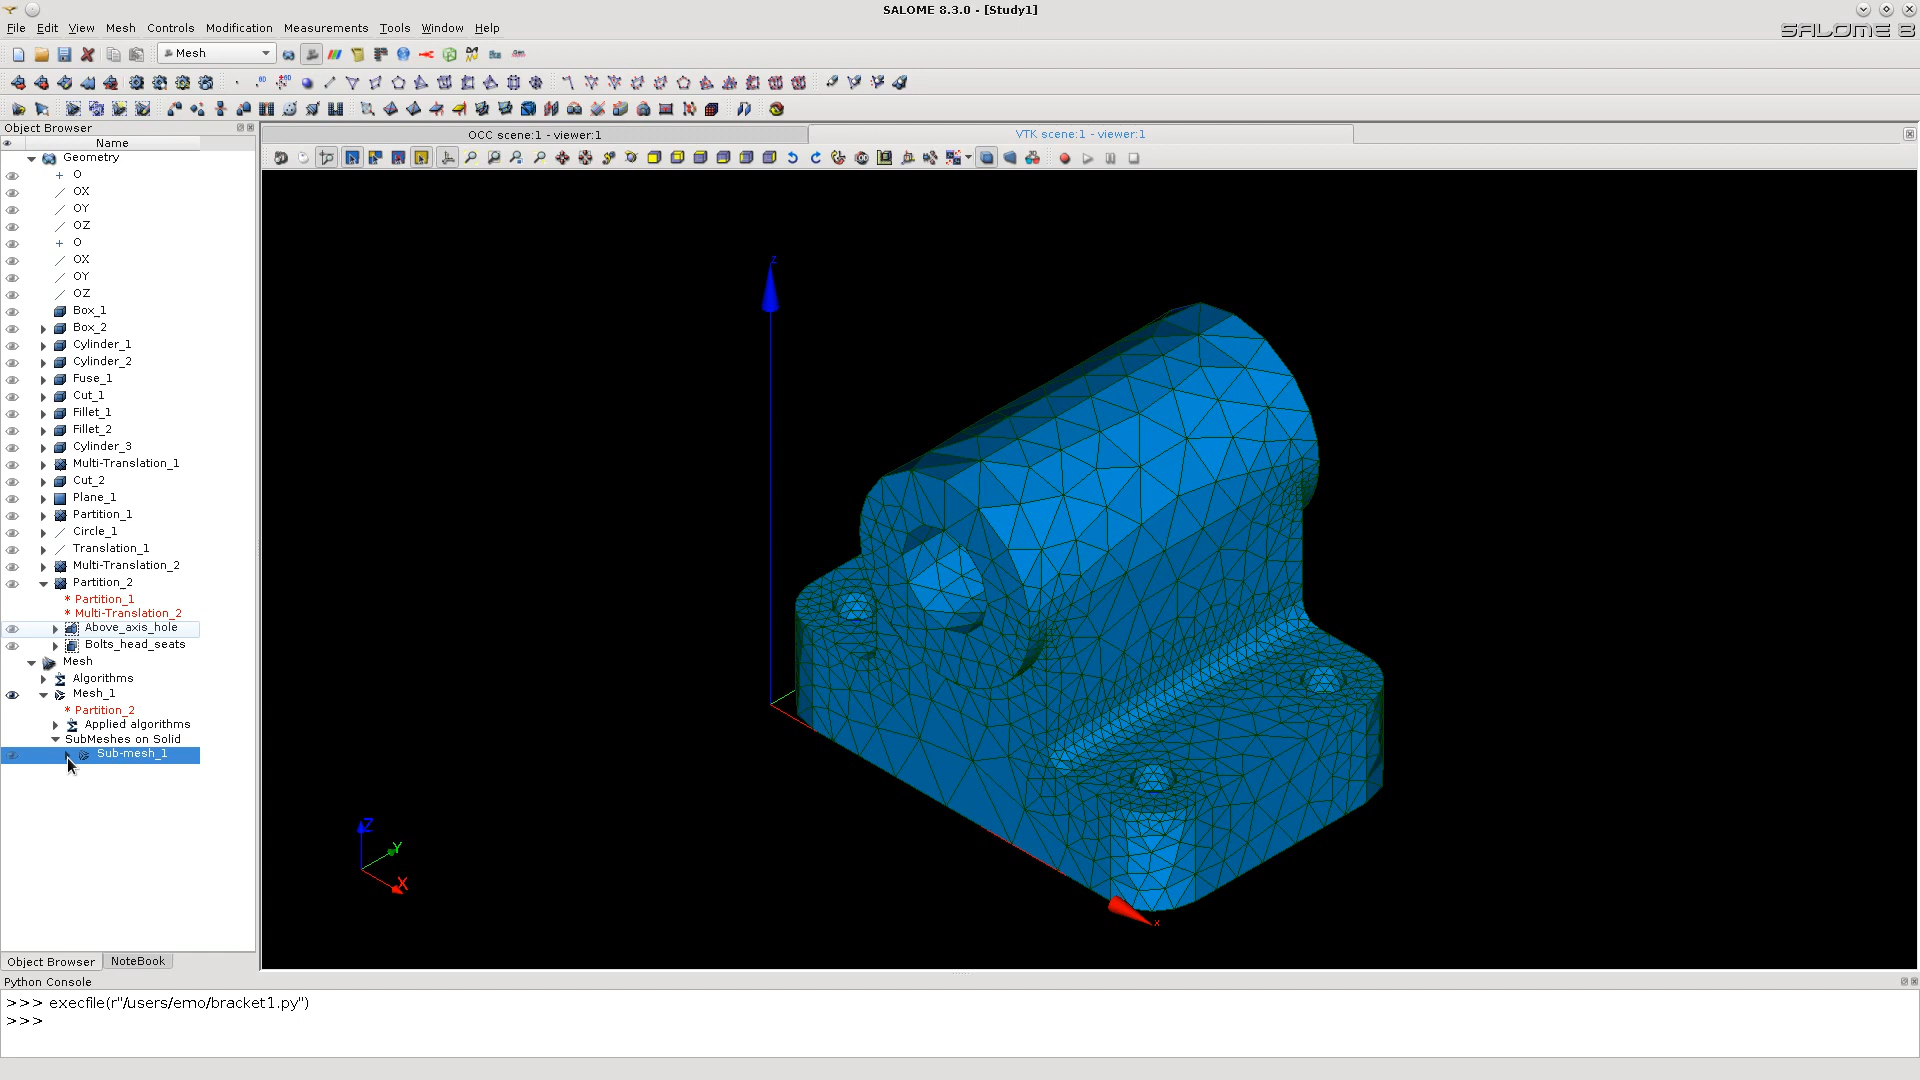 SALOME 8.3.0 - [Study1]
File Edit View Mesh Controls Modification Measurements Tools Window Help
SALOME 8
Mesh
Object Browser
OCC scene:1 - viewer:1
VTK scene:1 - viewer:1
Name
Geometry
O
OX
OY
OZ
O
OX
OY
OZ
Box_1
Box_2
Cylinder_1
Cylinder_2
Fuse_1
Cut_1
Fillet_1
Fillet_2
Cylinder_3
Multi-Translation_1
Cut_2
Plane_1
Partition_1
Circle_1
Translation_1
Multi-Translation_2
Partition_2
* Partition_1
* Multi-Translation_2
Above_axis_hole
Bolts_head_seats
Mesh
Algorithms
Mesh_1
* Partition_2
Applied algorithms
SubMeshes on Solid
Sub-mesh_1
z
x
Z
Y
X
Object Browser NoteBook
Python Console
>>> execfile(r"/users/emo/bracket1.py")
>>>